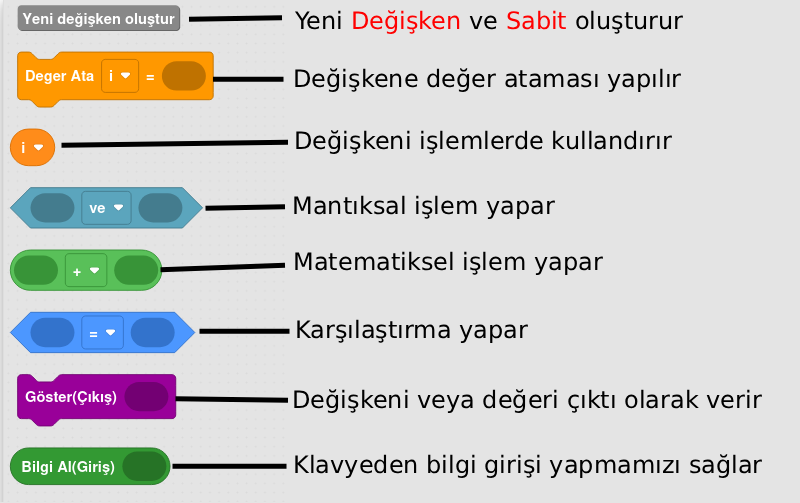 Yeni değişken oluştur Yeni Değişken ve Sabit oluşturur
Deger Ata i = Değişkene değer ataması yapılır
i Değişkeni işlemlerde kullandırır
ve Mantıksal işlem yapar
+ Matematiksel işlem yapar
= Karşılaştırma yapar
Göster(Çıkış) Değişkeni veya değeri çıktı olarak verir
Bilgi Al(Giriş) Klavyeden bilgi girişi yapmamızı sağlar